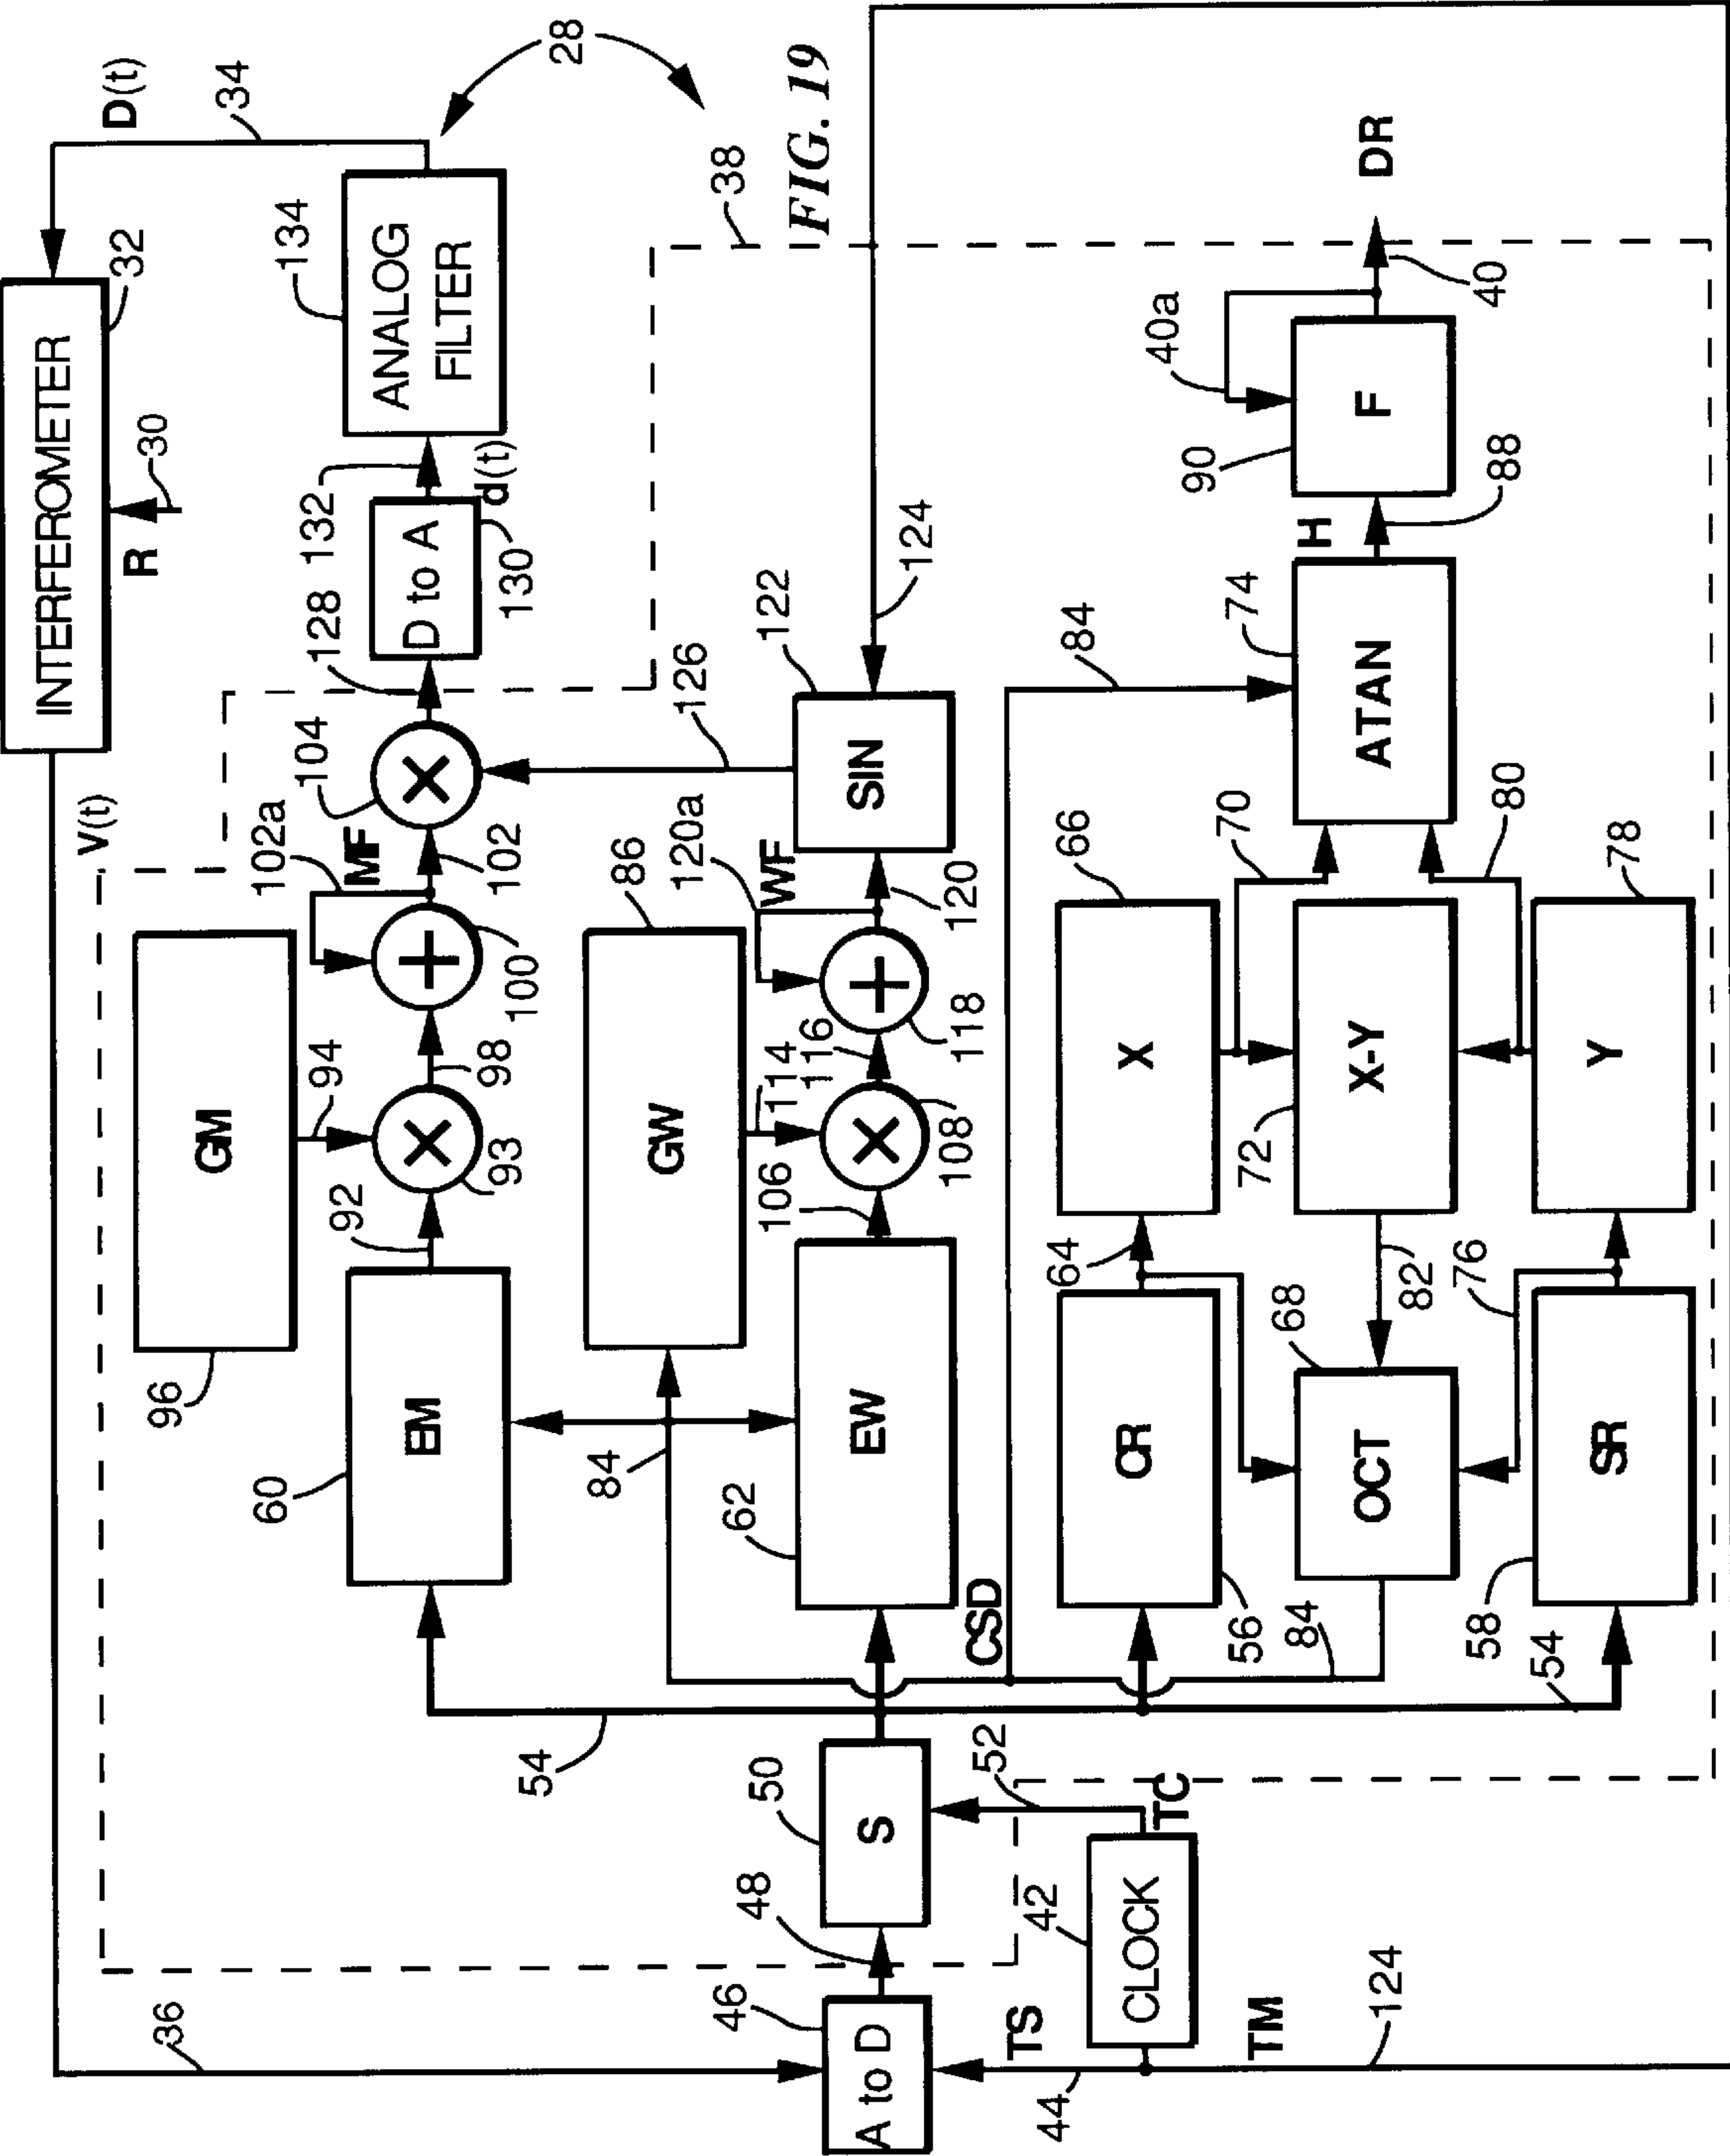 INTERFEROMETER
32
R
30
D(t)
34
28
FIG. 19
V(t)
36
ANALOG
FILTER
134
38
D to A
130
132
d(t)
128
104
×
126
MF
102
102a
+
100
98
×
93
94
GM
96
92
EM
60
SIN
122
124
WF
120
120a
+
118
116
×
108
114
GW
86
106
EW
62
84
CSD
54
S
50
52
TC
48
A to D
46
TS
44
CLOCK
42
TM
124
CR
56
64
X
66
70
OCT
68
82
X-Y
72
84
84
ATAN
74
H
88
F
90
40a
40
DR
SR
58
54
76
Y
78
80